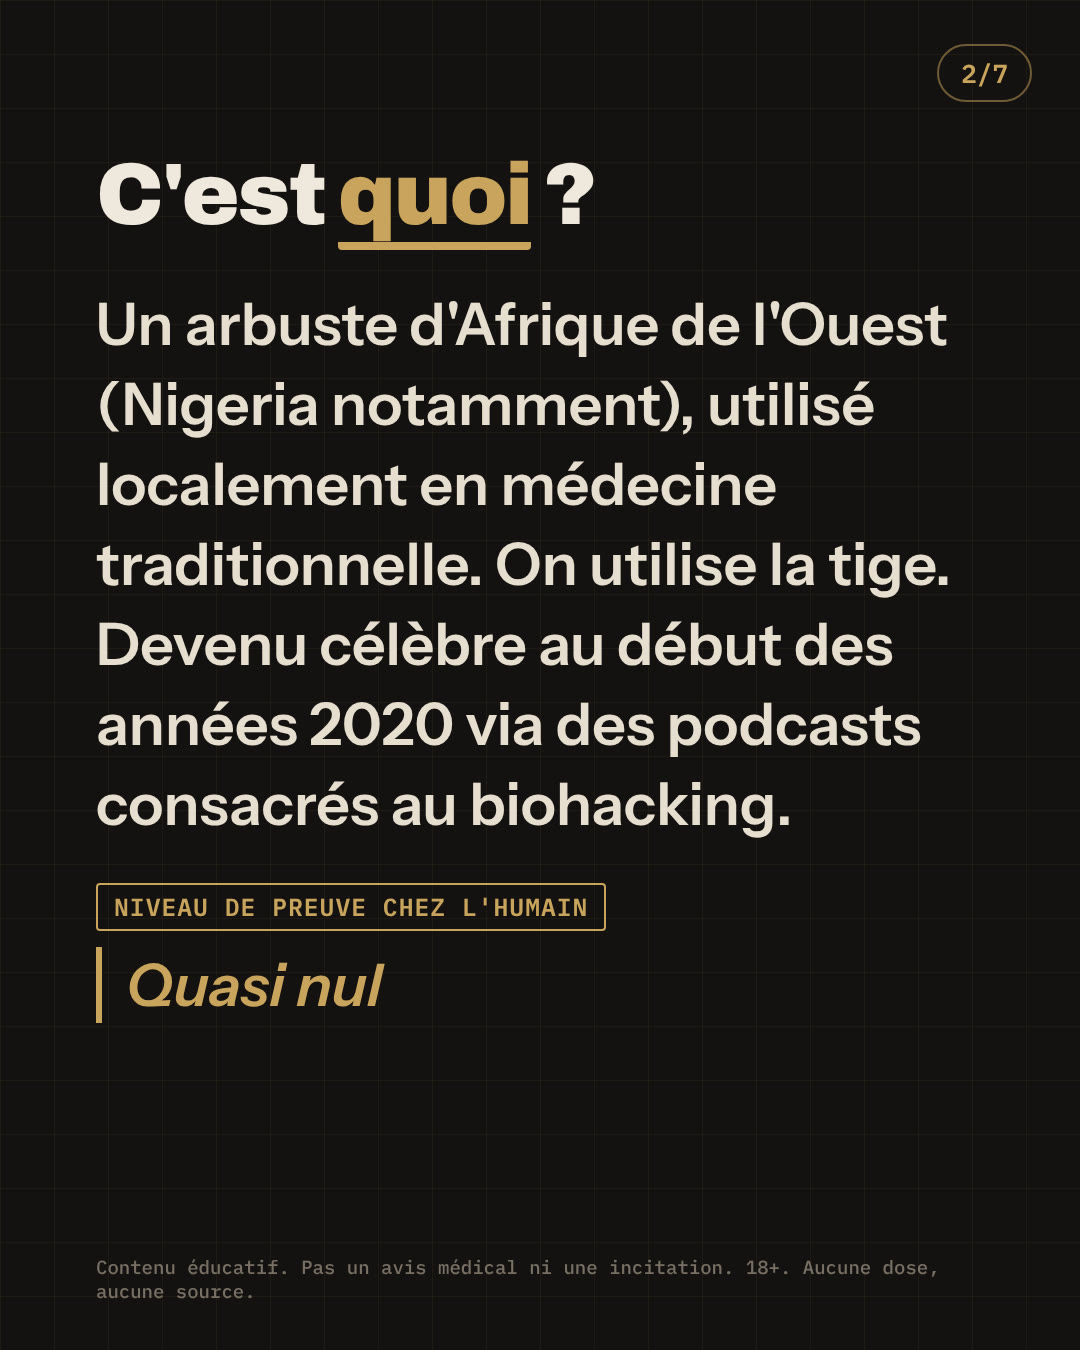 2/7
C'est quoi ?
Un arbuste d'Afrique de l'Ouest
(Nigeria notamment), utilisé
localement en médecine
traditionnelle. On utilise la tige.
Devenu célèbre au début des
années 2020 via des podcasts
consacrés au biohacking.
NIVEAU DE PREUVE CHEZ L'HUMAIN
Quasi nul
Contenu éducatif. Pas un avis médical ni une incitation. 18+. Aucune dose,
aucune source.